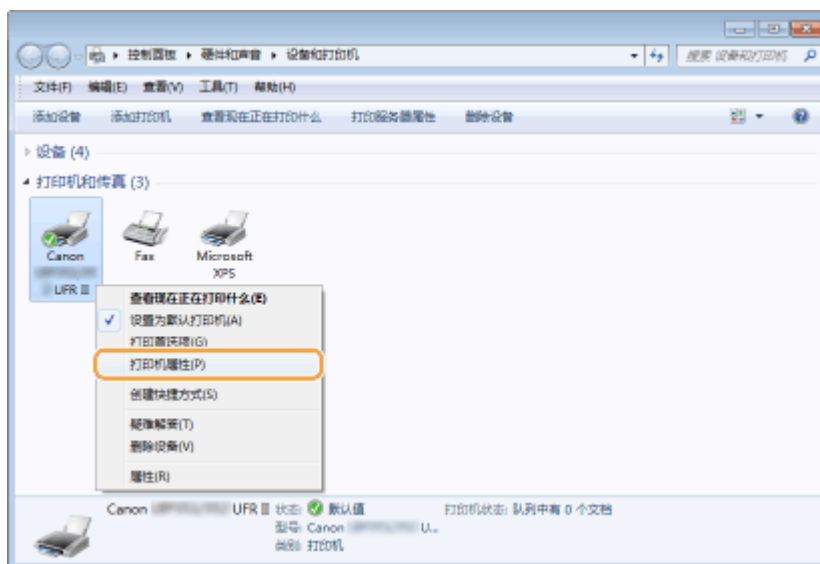 控制面板 ▸ 硬件和声音 ▸ 设备和打印机
搜索 设备和打印机
文件(F) 编辑(E) 查看(V) 工具(T) 帮助(H)
添加设备 添加打印机 查看现在正在打印什么 打印服务器属性 删除设备
设备 (4)
打印机和传真 (3)
Canon
UFR II
Fax
Microsoft
XPS
查看现在正在打印什么(E)
设置为默认打印机(A)
打印首选项(G)
打印机属性(P)
创建快捷方式(S)
疑难解答(T)
删除设备(V)
属性(R)
Canon UFR II 状态: 默认值 打印机状态: 队列中有 0 个文档
型号: Canon U...
类别: 打印机